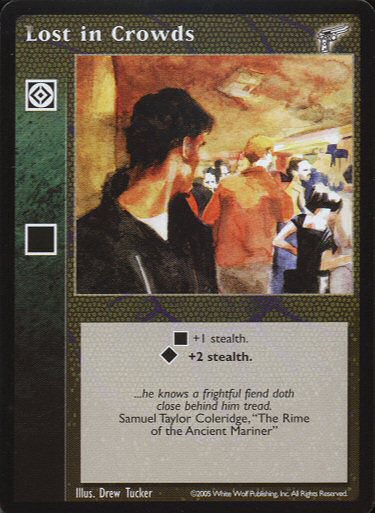 Lost in Crowds
+1 stealth.
+2 stealth.
...he knows a frightful fiend doth
close behind him tread.
Samuel Taylor Coleridge, “The Rime
of the Ancient Mariner”
Illus. Drew Tucker
©2005 White Wolf Publishing, Inc. All Rights Reserved.